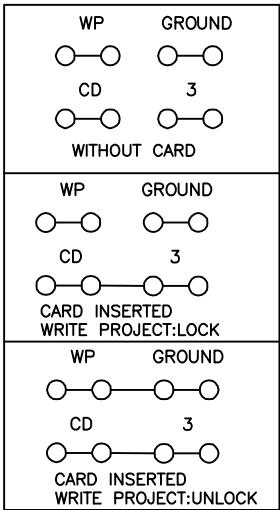 WP GROUND
CD 3
WITHOUT CARD
WP GROUND
CD 3
CARD INSERTED
WRITE PROJECT:LOCK
WP GROUND
CD 3
CARD INSERTED
WRITE PROJECT:UNLOCK